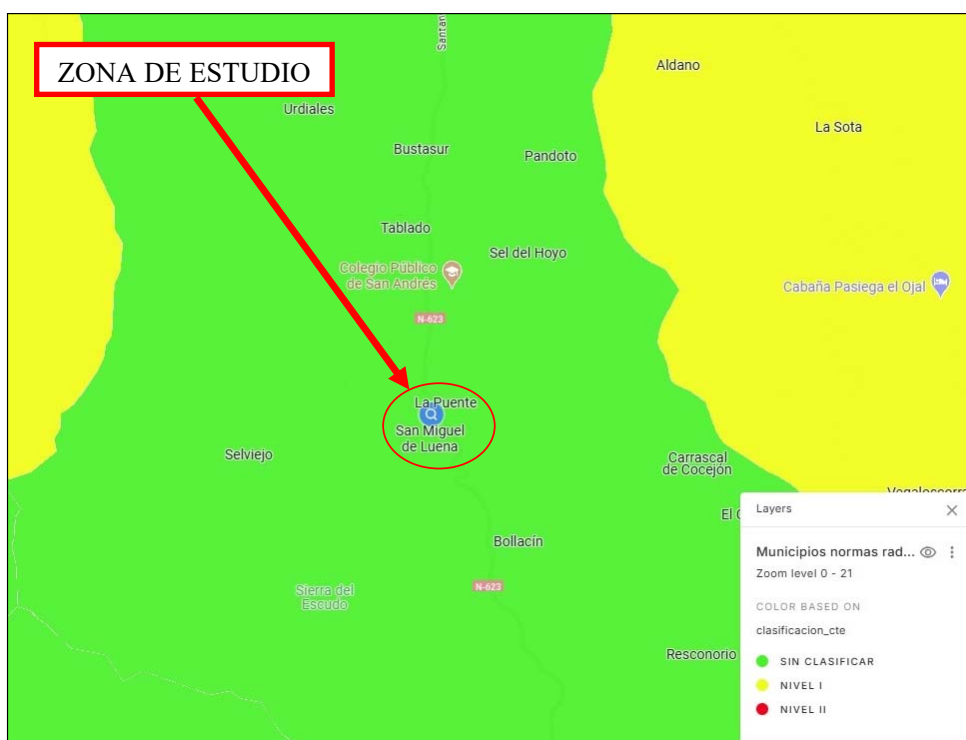 Santan
ZONA DE ESTUDIO
Aldano
Urdiales
La Sota
Bustasur
Pandoto
Tablado
Sel del Hoyo
Colegio Público
de San Andrés
Cabaña Pasiega el Ojal
N-623
La Puente
San Miguel
de Luena
Selviejo
Carrascal
de Cocejón
El
Bollacín
N-623
Sierra del
Escudo
Resconorio
Layers
Municipios normas rad...
Zoom level 0 - 21
COLOR BASED ON
clasificacion_cte
SIN CLASIFICAR
NIVEL I
NIVEL II